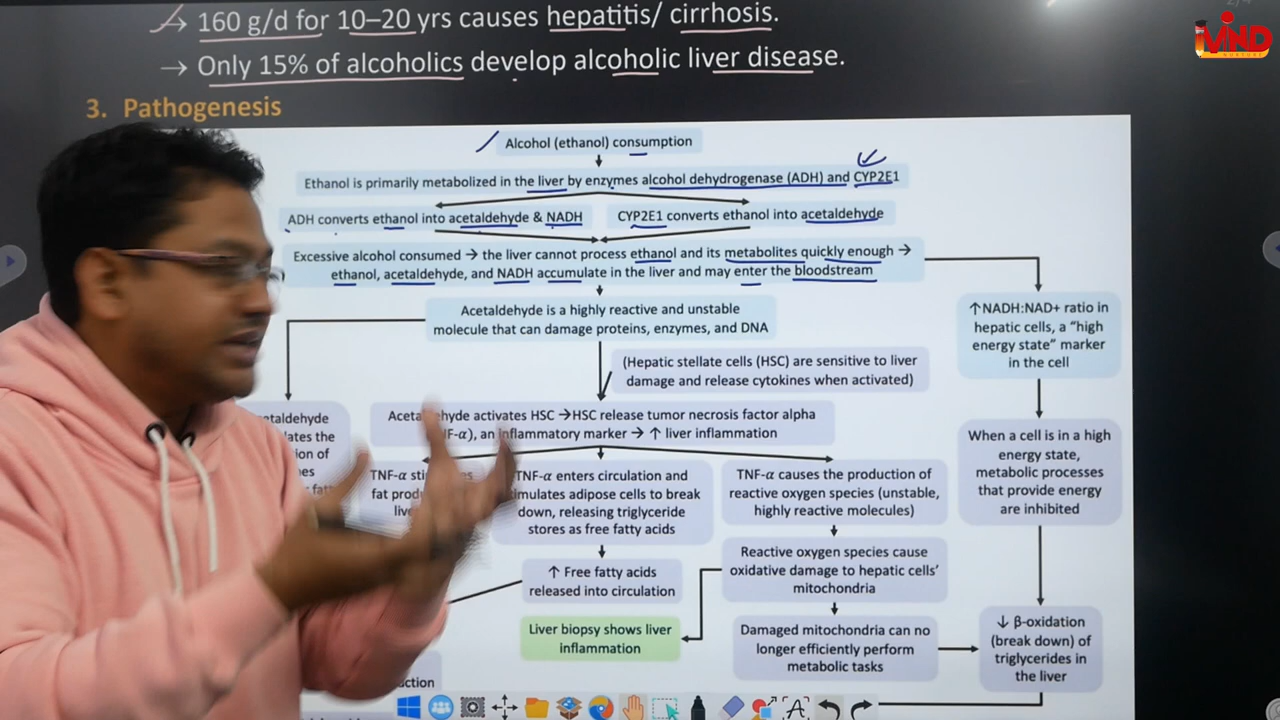 → 160 g/d for 10–20 yrs causes hepatitis/ cirrhosis.
→ Only 15% of alcoholics develop alcoholic liver disease.
MIND
3. Pathogenesis
Alcohol (ethanol) consumption
Ethanol is primarily metabolized in the liver by enzymes alcohol dehydrogenase (ADH) and CYP2E1
ADH converts ethanol into acetaldehyde & NADH
CYP2E1 converts ethanol into acetaldehyde
Excessive alcohol consumed → the liver cannot process ethanol and its metabolites quickly enough →
ethanol, acetaldehyde, and NADH accumulate in the liver and may enter the bloodstream
Acetaldehyde is a highly reactive and unstable
molecule that can damage proteins, enzymes, and DNA
↑NADH:NAD+ ratio in
hepatic cells, a “high
energy state” marker
in the cell
(Hepatic stellate cells (HSC) are sensitive to liver
damage and release cytokines when activated)
HSC →HSC release tumor necrosis factor alpha
an inflammatory marker → ↑ liver inflammation
When a cell is in a high
energy state,
metabolic processes
that provide energy
are inhibited
TNF-α
TNF-α enters circulation and
adipose cells to break
down, releasing triglyceride
stores as free fatty acids
TNF-α causes the production of
reactive oxygen species (unstable,
highly reactive molecules)
↑ Free fatty acids
released into circulation
Reactive oxygen species cause
oxidative damage to hepatic cells’
mitochondria
Liver biopsy shows liver
inflammation
Damaged mitochondria can no
longer efficiently perform
metabolic tasks
↓ β-oxidation
(break down) of
triglycerides in
the liver